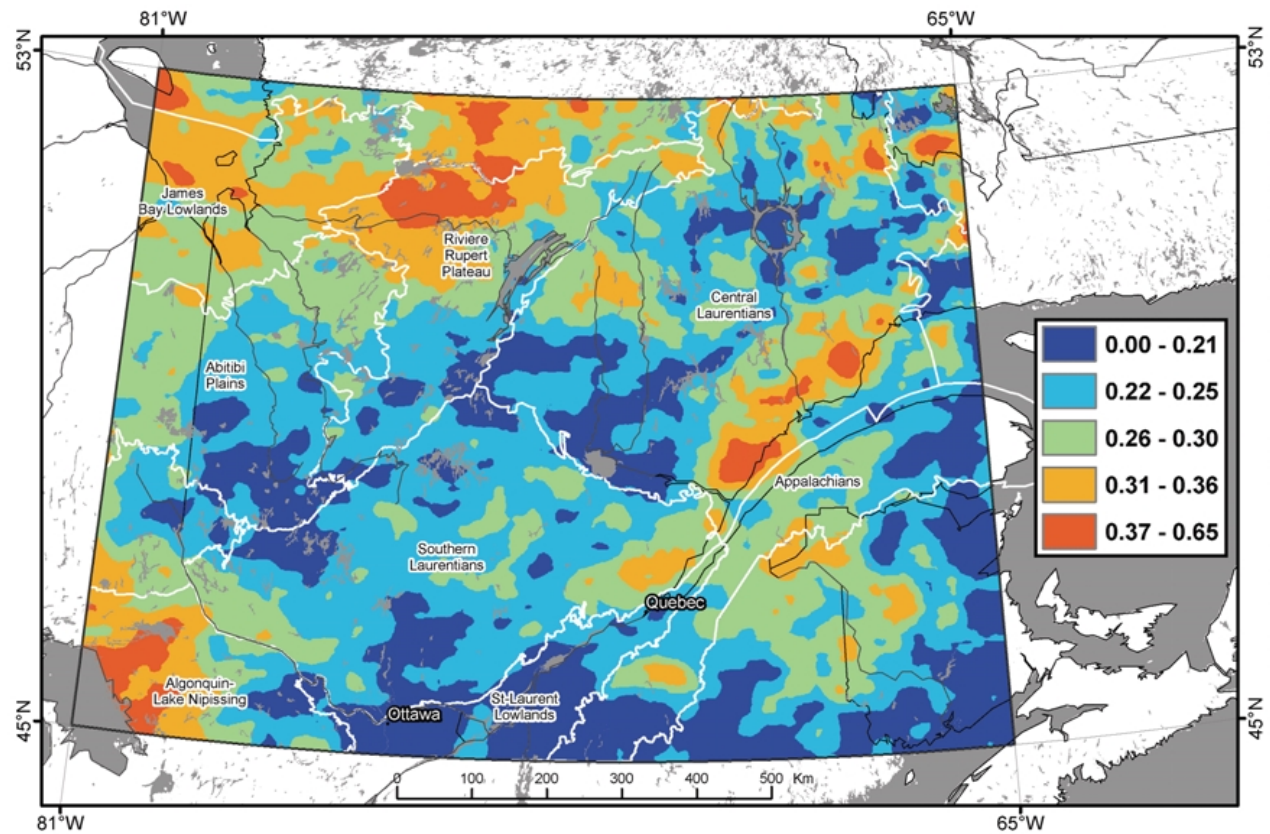 81°W
65°W
53°N
53°N
James
Bay Lowlands
Riviere
Rupert
Plateau
Central
Laurentians
0.00 - 0.21
0.22 - 0.25
0.26 - 0.30
0.31 - 0.36
0.37 - 0.65
Abitibi
Plains
Appalachians
Southern
Laurentians
Quebec
Algonquin-
Lake Nipissing
St-Laurent
Lowlands
Ottawa
45°N
45°N
0 100 200 300 400 500 Km
81°W
65°W